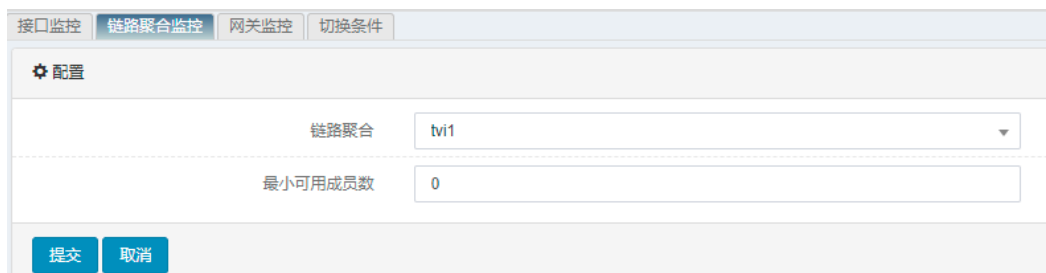 接口监控 链路聚合监控 网关监控 切换条件
配置
链路聚合 tvi1
最小可用成员数 0
提交 取消